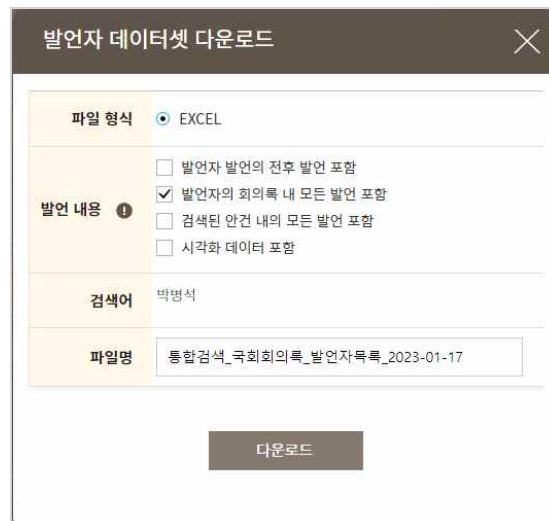 발언자 데이터셋 다운로드
파일 형식
EXCEL
발언 내용
발언자 발언의 전후 발언 포함
발언자의 회의록 내 모든 발언 포함
검색된 안건 내의 모든 발언 포함
시각화 데이터 포함
검색어
박병석
파일명
통합검색_국회회의록_발언자목록_2023-01-17
다운로드